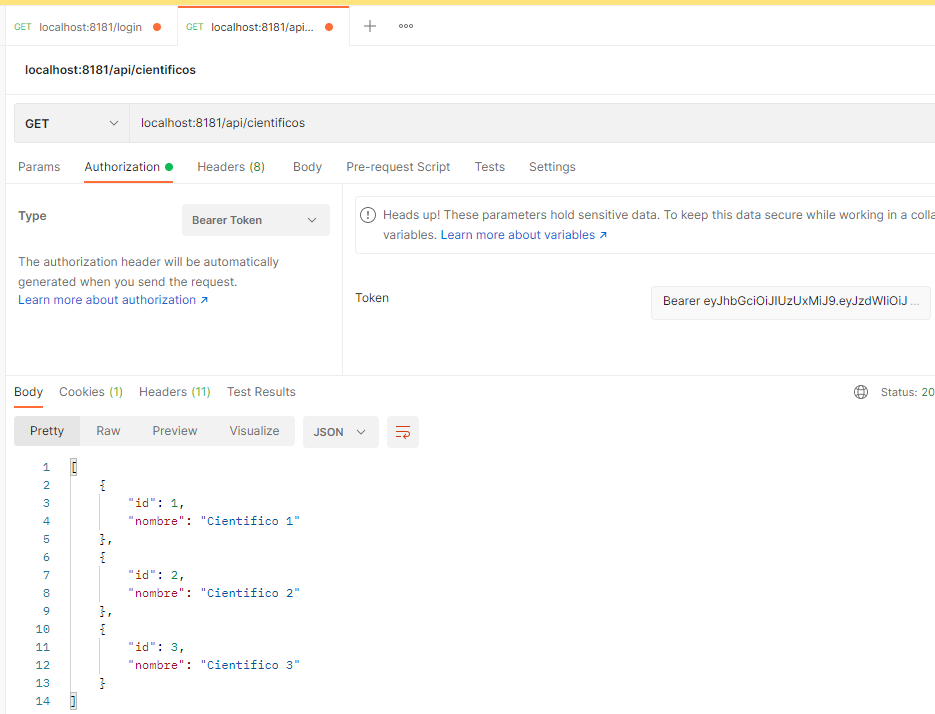 GET localhost:8181/login GET localhost:8181/api...
localhost:8181/api/cientificos
GET localhost:8181/api/cientificos
Params Authorization Headers (8) Body Pre-request Script Tests Settings
Type Bearer Token
The authorization header will be automatically
generated when you send the request.
Learn more about authorization ↗
Heads up! These parameters hold sensitive data. To keep this data secure while working in a colla
variables. Learn more about variables ↗
Token Bearer eyJhbGciOiJIUzUxMiJ9.eyJzdWIiOiJ ...
Body Cookies (1) Headers (11) Test Results Status: 20
Pretty Raw Preview Visualize JSON
1 [
2 {
3 "id": 1,
4 "nombre": "Cientifico 1"
5 },
6 {
7 "id": 2,
8 "nombre": "Cientifico 2"
9 },
10 {
11 "id": 3,
12 "nombre": "Cientifico 3"
13 }
14 ]